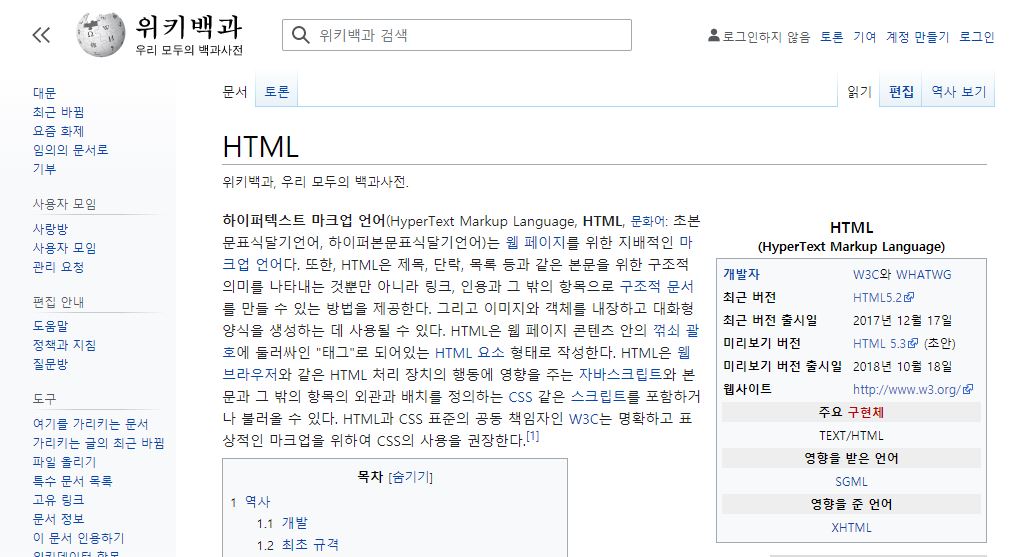 위키백과
우리 모두의 백과사전
위키백과 검색
로그인하지 않음 토론 기여 계정 만들기 로그인
대문
최근 바뀜
요즘 화제
임의의 문서로
기부
사용자 모임
사랑방
사용자 모임
관리 요청
편집 안내
도움말
정책과 지침
질문방
도구
여기를 가리키는 문서
가리키는 글의 최근 바뀜
파일 올리기
특수 문서 목록
고유 링크
문서 정보
이 문서 인용하기
위키데이터 항목
문서 토론
읽기 편집 역사 보기
HTML
위키백과, 우리 모두의 백과사전.
하이퍼텍스트 마크업 언어(HyperText Markup Language, HTML, 문화어: 초본
문표식달기언어, 하이퍼본문표식달기언어)는 웹 페이지를 위한 지배적인 마
크업 언어다. 또한, HTML은 제목, 단락, 목록 등과 같은 본문을 위한 구조적
의미를 나타내는 것뿐만 아니라 링크, 인용과 그 밖의 항목으로 구조적 문서
를 만들 수 있는 방법을 제공한다. 그리고 이미지와 객체를 내장하고 대화형
양식을 생성하는 데 사용될 수 있다. HTML은 웹 페이지 콘텐츠 안의 꺾쇠 괄
호에 둘러싸인 "태그"로 되어있는 HTML 요소 형태로 작성한다. HTML은 웹
브라우저와 같은 HTML 처리 장치의 행동에 영향을 주는 자바스크립트와 본
문과 그 밖의 항목의 외관과 배치를 정의하는 CSS 같은 스크립트를 포함하거
나 불러올 수 있다. HTML과 CSS 표준의 공동 책임자인 W3C는 명확하고 표
상적인 마크업을 위하여 CSS의 사용을 권장한다.[1]
목차 [숨기기]
1 역사
1.1 개발
1.2 최초 규격
HTML
(HyperText Markup Language)
개발자 W3C와 WHATWG
최근 버전 HTML5.2
최근 버전 출시일 2017년 12월 17일
미리보기 버전 HTML 5.3 (초안)
미리보기 버전 출시일 2018년 10월 18일
웹사이트 http://www.w3.org/
주요 구현체
TEXT/HTML
영향을 받은 언어
SGML
영향을 준 언어
XHTML